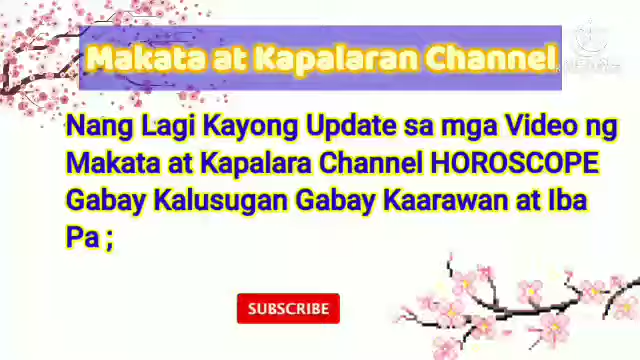 Makata at Kapalaran Channel
Nang Lagi Kayong Update sa mga Video ng
Makata at Kapalara Channel HOROSCOPE
Gabay Kalusugan Gabay Kaarawan at Iba
Pa ;
SUBSCRIBE